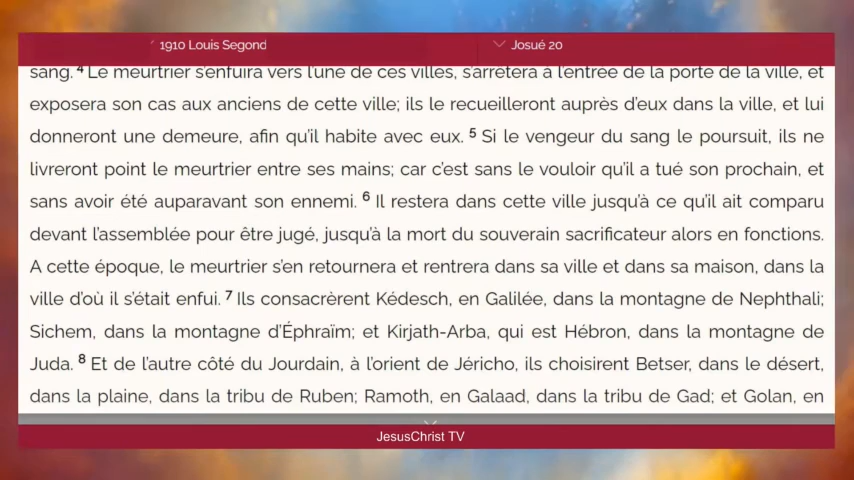 1910 Louis Segond
Josué 20
sang. 4 Le meurtrier s'enfuira vers l'une de ces villes, s'arrêtera à l'entrée de la porte de la ville, et
exposera son cas aux anciens de cette ville; ils le recueilleront auprès d'eux dans la ville, et lui
donneront une demeure, afin qu'il habite avec eux. 5 Si le vengeur du sang le poursuit, ils ne
livreront point le meurtrier entre ses mains; car c'est sans le vouloir qu'il a tué son prochain, et
sans avoir été auparavant son ennemi. 6 Il restera dans cette ville jusqu'à ce qu'il ait comparu
devant l'assemblée pour être jugé, jusqu'à la mort du souverain sacrificateur alors en fonctions.
A cette époque, le meurtrier s'en retournera et rentrera dans sa ville et dans sa maison, dans la
ville d'où il s'était enfui. 7 Ils consacrèrent Kédesch, en Galilée, dans la montagne de Nephthali;
Sichem, dans la montagne d'Éphraïm; et Kirjath-Arba, qui est Hébron, dans la montagne de
Juda. 8 Et de l'autre côté du Jourdain, à l'orient de Jéricho, ils choisirent Betser, dans le désert,
dans la plaine, dans la tribu de Ruben; Ramoth, en Galaad, dans la tribu de Gad; et Golan, en
JesusChrist TV